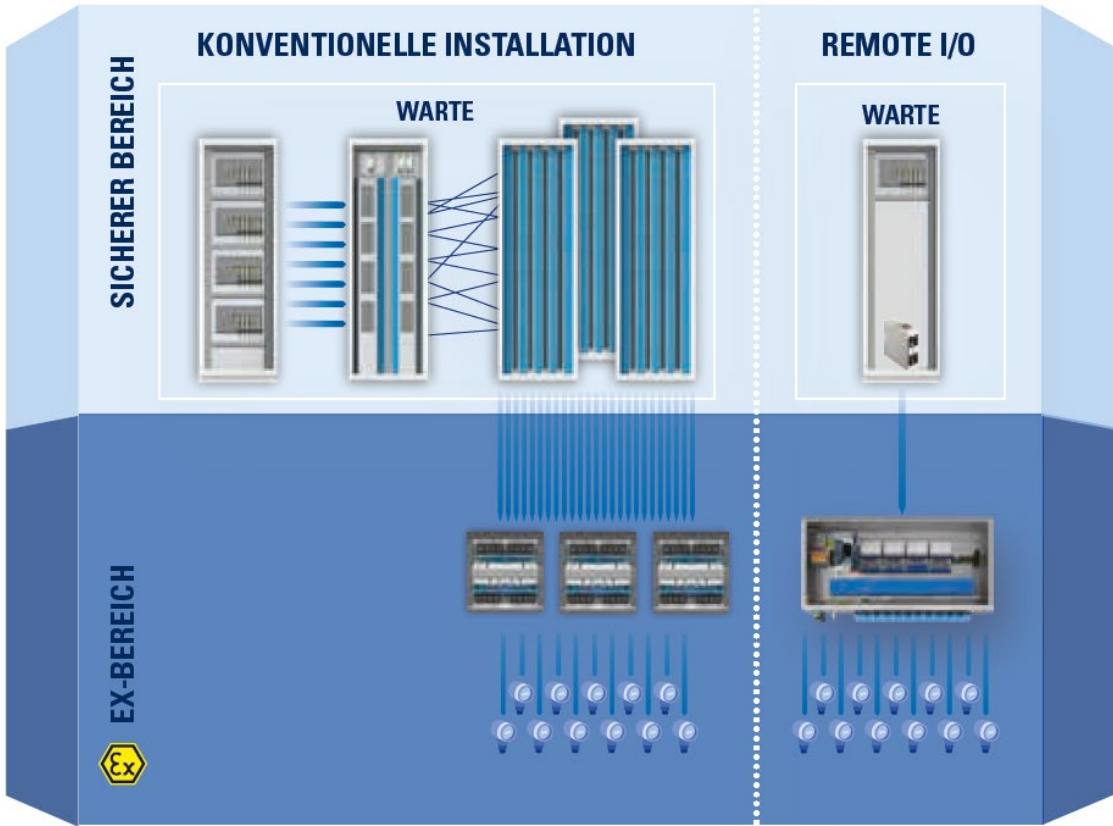 KONVENTIONELLE INSTALLATION
REMOTE I/O
WARTE
WARTE
SICHERER BEREICH
EX-BEREICH
Ex